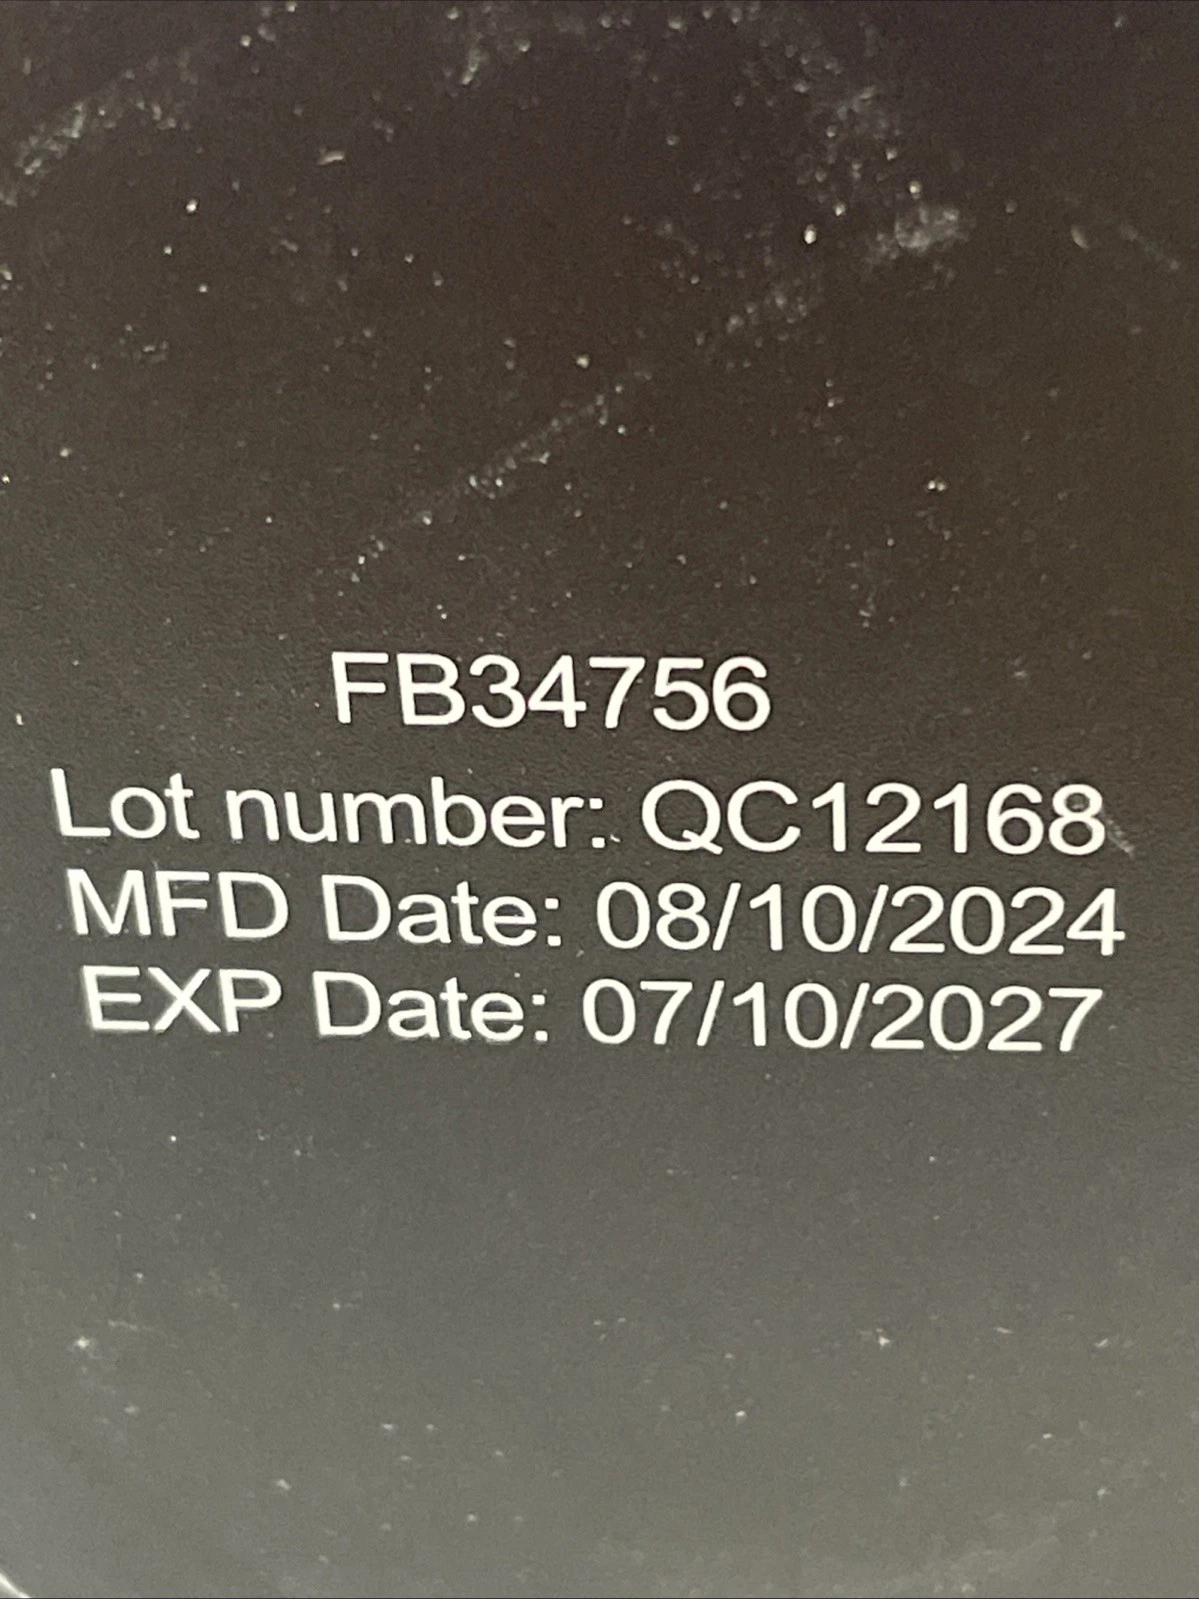 FB34756
Lot number: QC12168
MFD Date: 08/10/2024
EXP Date: 07/10/2027